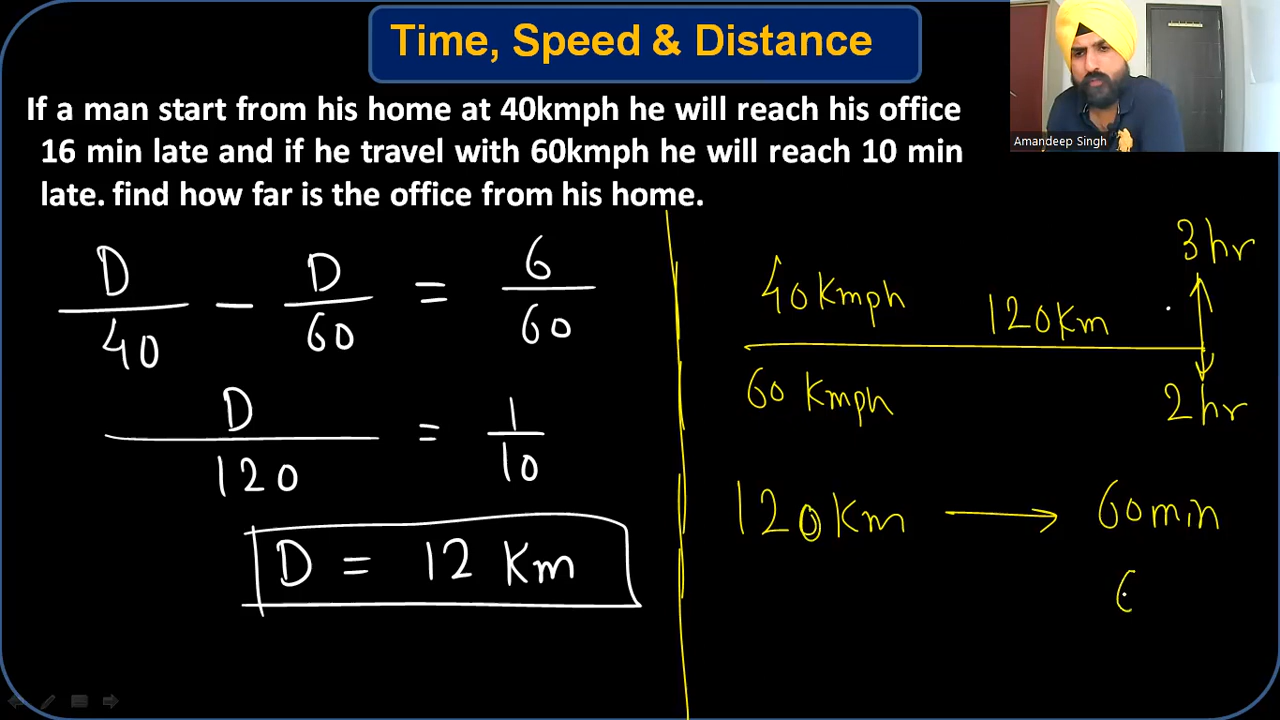 Time, Speed & Distance
Amandeep Singh
If a man start from his home at 40kmph he will reach his office
16 min late and if he travel with 60kmph he will reach 10 min
late. find how far is the office from his home.
D/40 - D/60 = 6/60
D/120 = 1/10
D = 12 Km
3hr
40Kmph 120Km
60 Kmph 2hr
120Km → 60min
6